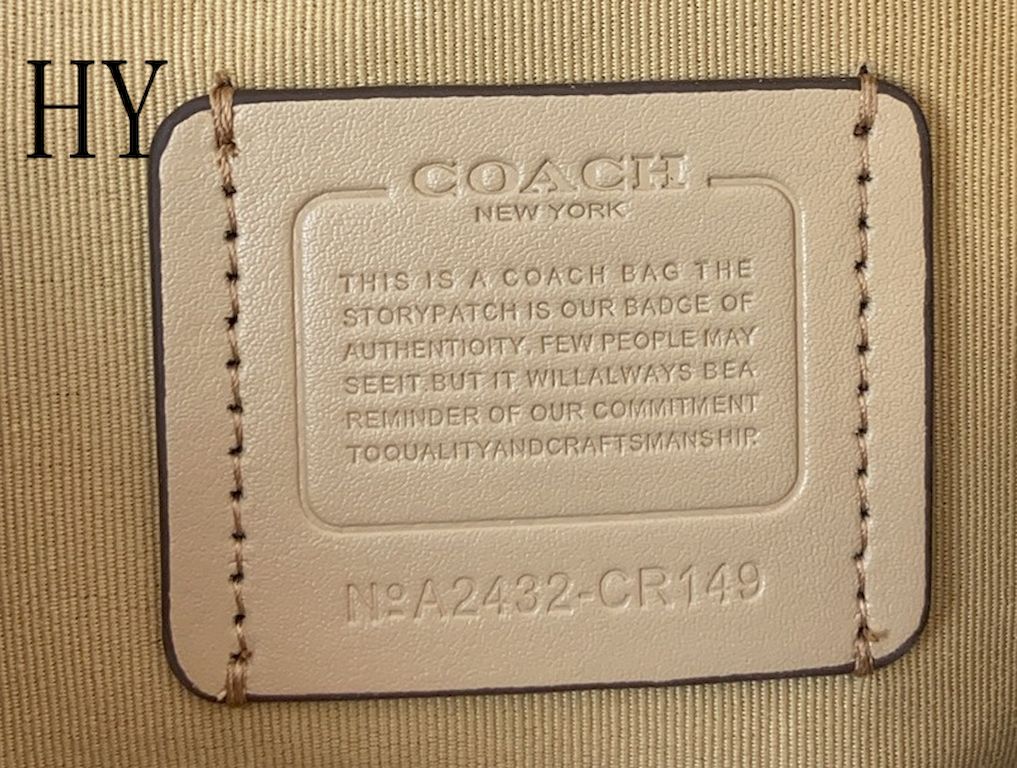 HY
COACH
NEW YORK
THIS IS A COACH BAG THE
STORYPATCH IS OUR BADGE OF
AUTHENTIOITY. FEW PEOPLE MAY
SEEIT.BUT IT WILLALWAYS BEA
REMINDER OF OUR COMMITMENT
TOOUALITYANDCRAFTSMANSHIP.
NºA2432-CR149